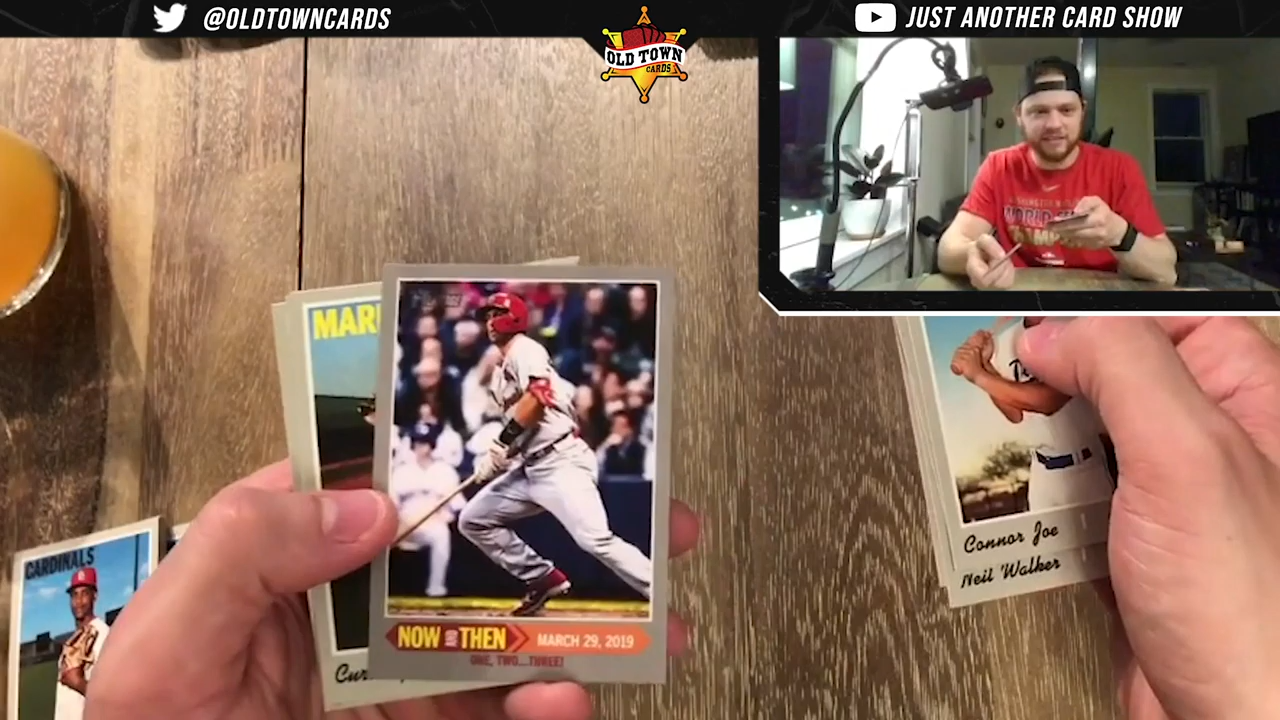 @OLDTOWNCARDS
OLD TOWN
CARDS
JUST ANOTHER CARD SHOW
WORLD
CARDINALS
NOW AND THEN
MARCH 29, 2019
ONE, TWO...THREE!
Connor Joe
Neil Walker